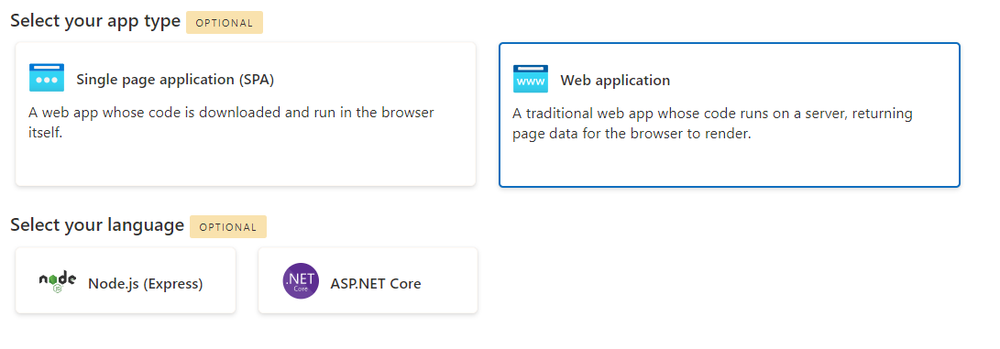 Select your app type OPTIONAL
Single page application (SPA)
A web app whose code is downloaded and run in the browser
itself.
www Web application
A traditional web app whose code runs on a server, returning
page data for the browser to render.
Select your language OPTIONAL
node JS Node.js (Express)
.NET Core ASP.NET Core